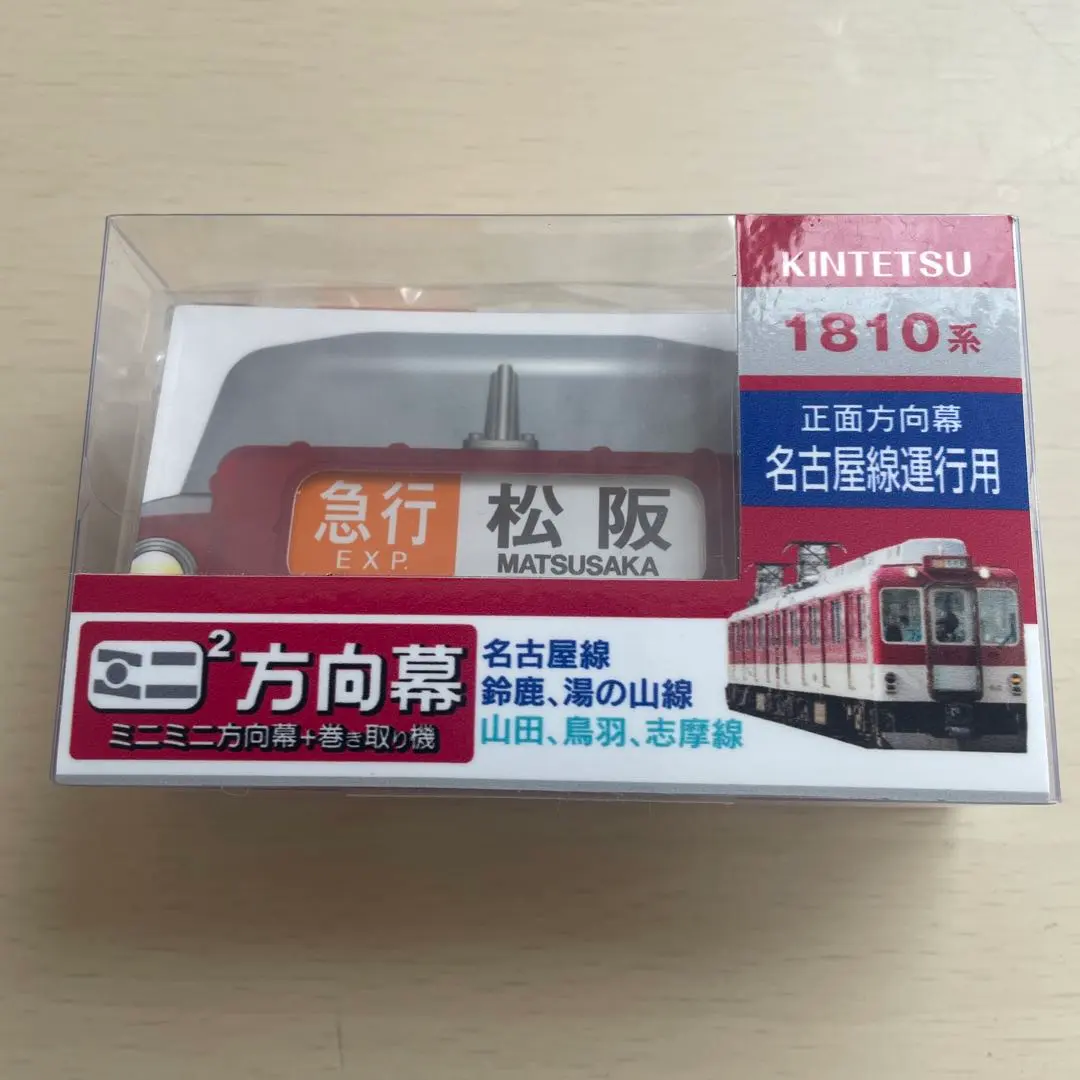 KINTETSU
1810系
正面方向幕
名古屋線運行用
急行 松阪
EXP. MATSUSAKA
2方向幕
ミニミニ方向幕+巻き取り機
名古屋線
鈴鹿、湯の山線
山田、鳥羽、志摩線